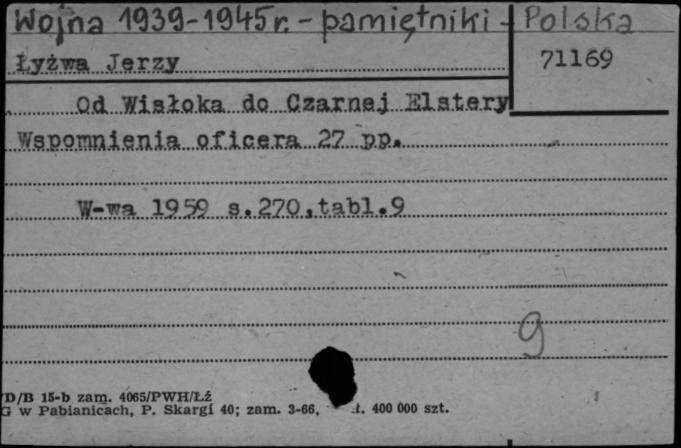 Wojna 1939-1945 r. - pamiętniki - Polska
Łyżwa Jerzy
71169
Od Wisłoka do Czarnej Elstery
Wspomnienia oficera 27 pp.
W-wa 1959 s.270,tabl.9
9
D/B 15-b zam. 4065/PWH/Łź
G w Pabianicach, P. Skargi 40; zam. 3-66, 400 000 szt.